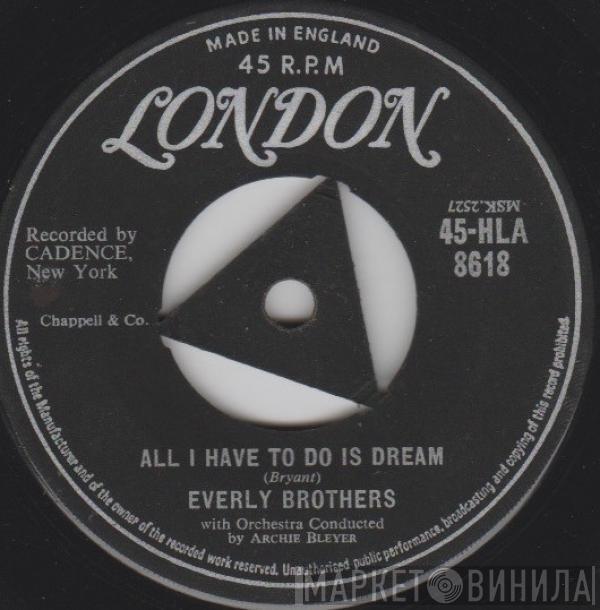 MADE IN ENGLAND
45 R.P.M
LONDON
Recorded by
CADENCE,
New York
MSK.2527
45-HLA
8618
Chappell & Co.
ALL I HAVE TO DO IS DREAM
(Bryant)
EVERLY BROTHERS
with Orchestra Conducted
by ARCHIE BLEYER
All rights of the Manufacturer and of the owner of the recorded work reserved. Unauthorised public performance, broadcasting and copying of this record prohibited.
МАРКЕТ ВИНИЛА